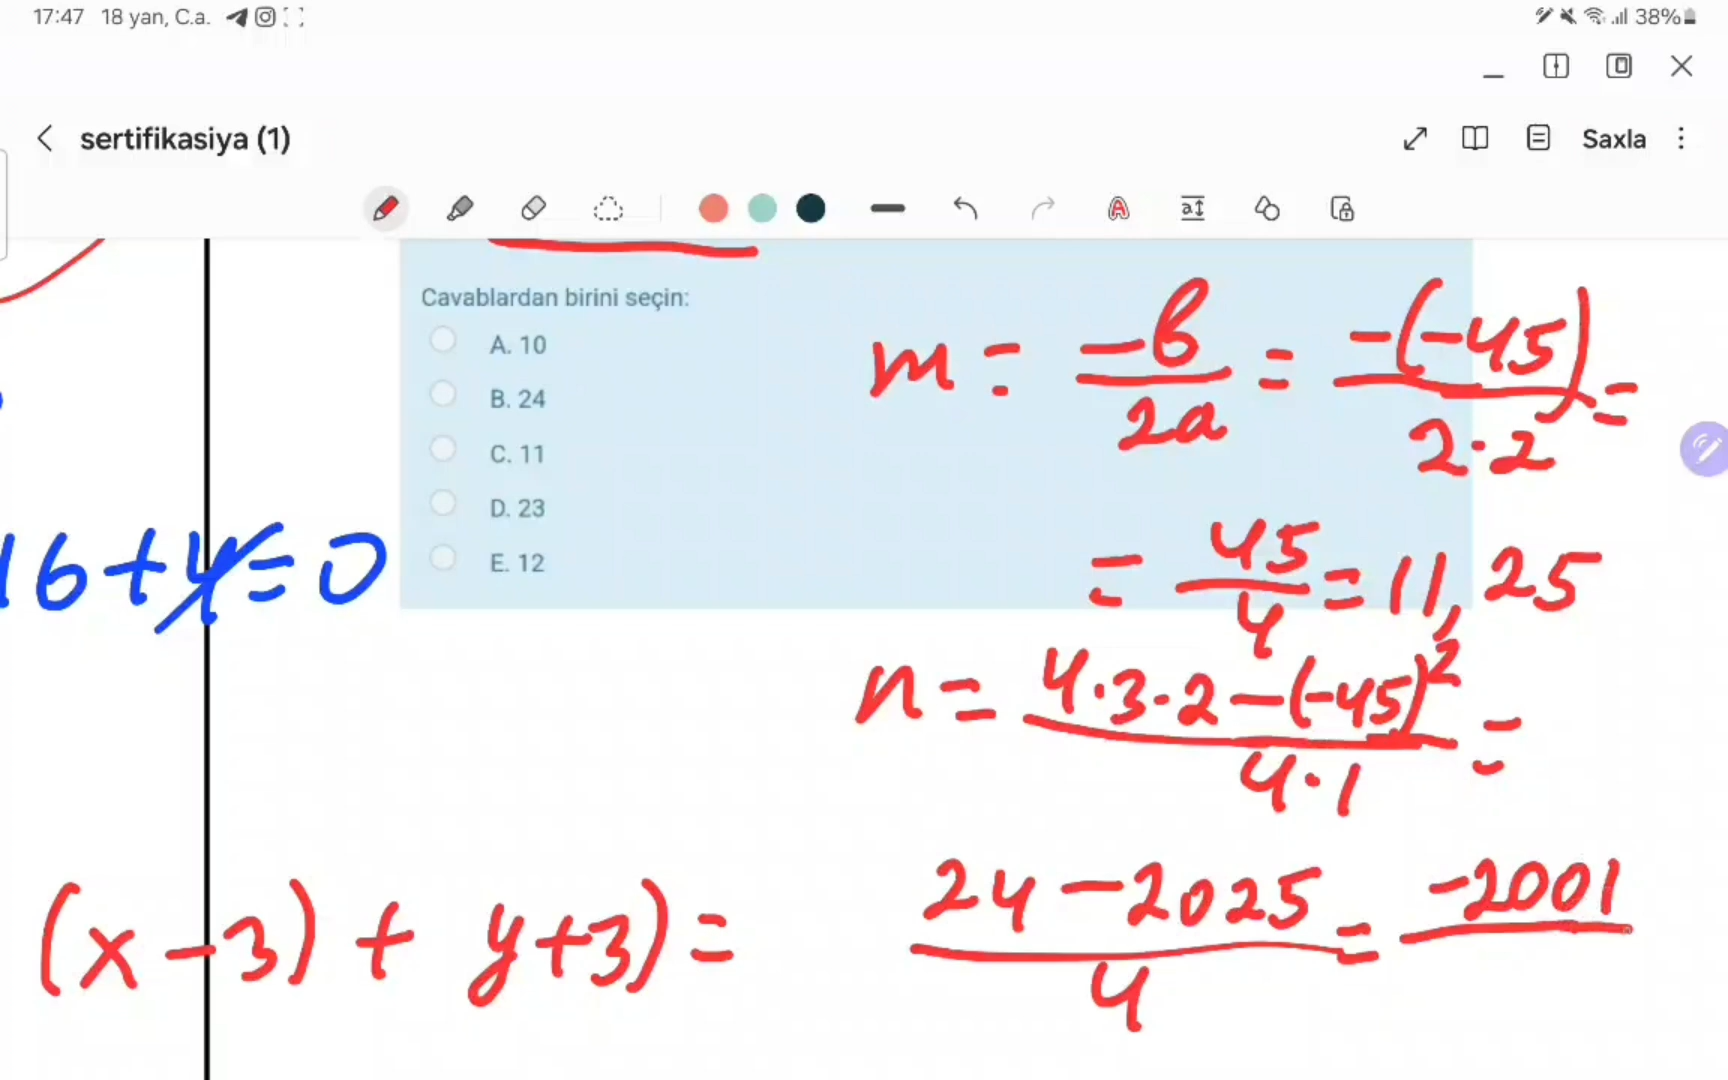 17:47 18 yan, C.a. 38%
sertifikasiya (1) Saxla
Cavablardan birini seçin:
A. 10
B. 24
C. 11
D. 23
E. 12
m = -b/2a = -(-45)/2·2 =
= 45/4 = 11,25
n = 4·3·2-(-45)²/4·1 =
24-2025/4 = -2001
16+y=0
(x-3) + y+3) =